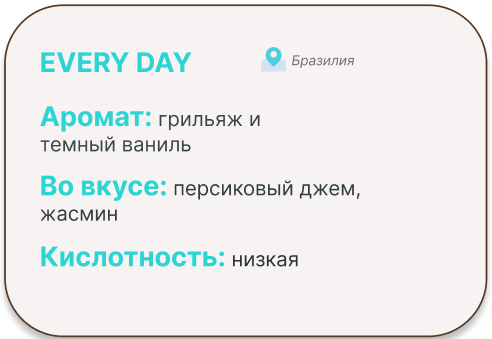 EVERY DAY
Бразилия
Аромат: грильяж и
темный ваниль
Во вкусе: персиковый джем,
жасмин
Кислотность: низкая